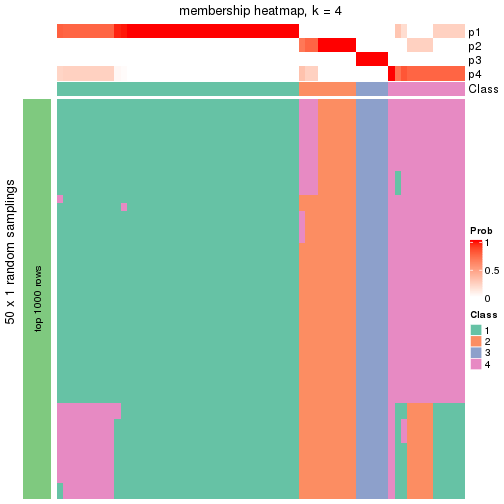 membership heatmap, k = 4
p1
p2
p3
p4
Class
50 x 1 random samplings
top 1000 rows
Prob
1
0.5
0
Class
1
2
3
4